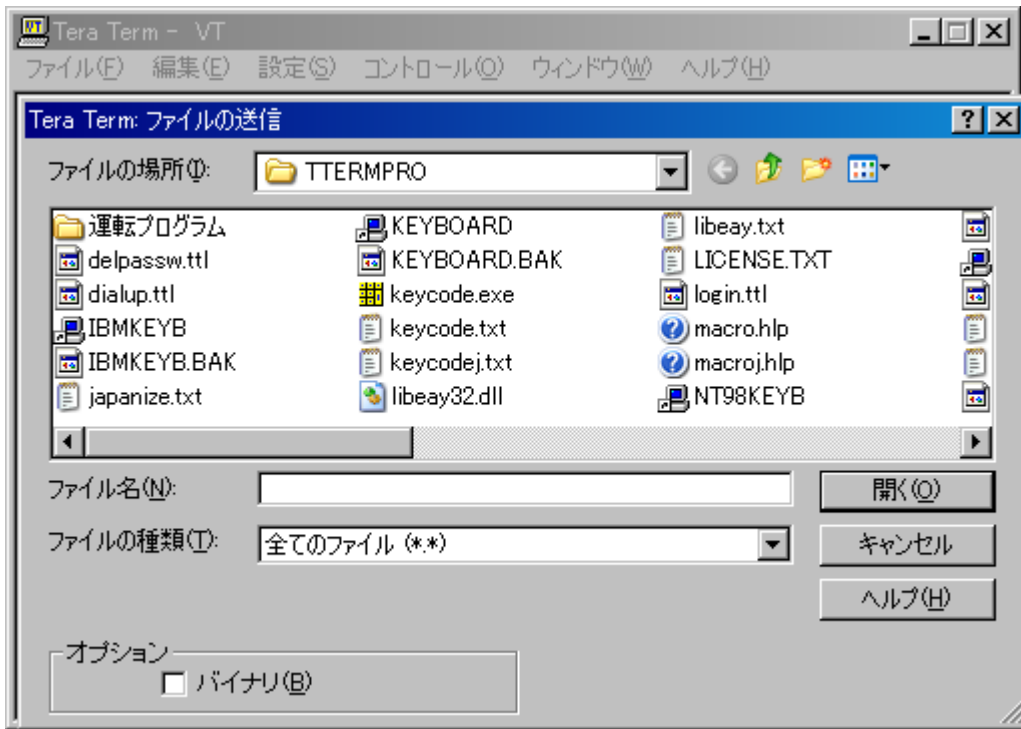 Tera Term - VT
ファイル(F) 編集(E) 設定(S) コントロール(O) ウィンドウ(W) ヘルプ(H)
Tera Term: ファイルの送信
ファイルの場所(I): TTERMPRO
運転プログラム KEYBOARD libeay.txt
delpassw.ttl KEYBOARD.BAK LICENSE.TXT
dialup.ttl keycode.exe login.ttl
IBMKEYB keycode.txt macro.hlp
IBMKEYB.BAK keycodej.txt macroj.hlp
japanize.txt libeay32.dll NT98KEYB
ファイル名(N): 開く(O)
ファイルの種類(T): 全てのファイル (*.*) キャンセル
ヘルプ(H)
オプション
バイナリ(B)